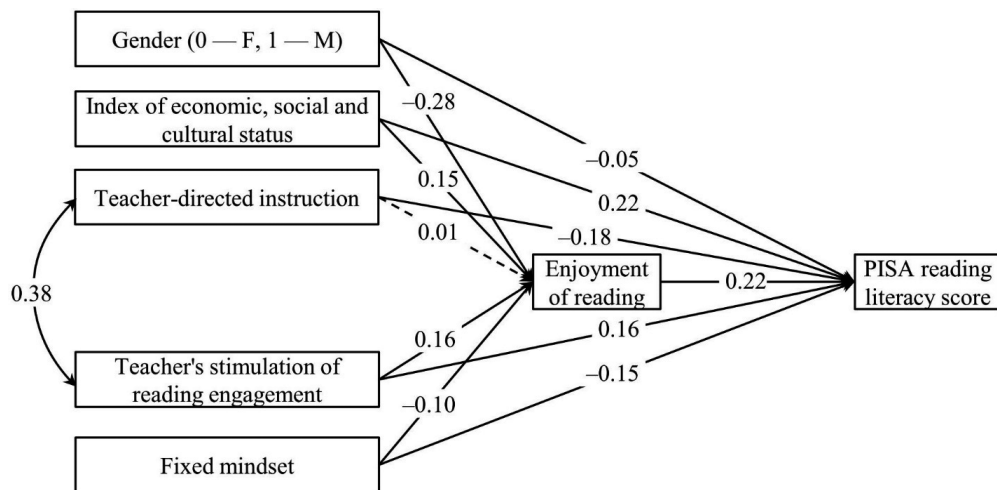 Gender (0 — F, 1 — M)
Index of economic, social and
cultural status
Teacher-directed instruction
Teacher's stimulation of
reading engagement
Fixed mindset
0.38
–0.28
0.15
0.01
0.16
–0.10
Enjoyment
of reading
–0.05
0.22
–0.18
0.22
0.16
–0.15
PISA reading
literacy score